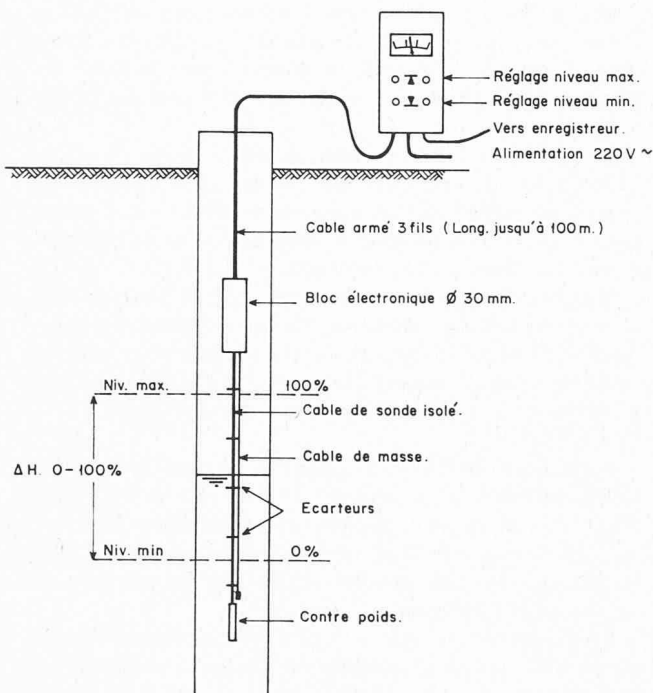 Réglage niveau max.
Réglage niveau min.
Vers enregistreur.
Alimentation 220 V ~
Cable armé 3 fils ( Long. jusqu'à 100 m. )
Bloc électronique Ø 30 mm.
Niv. max. 100 %
Cable de sonde isolé.
Δ H. 0 - 100%
Cable de masse.
Ecarteurs
Niv. min 0 %
Contre poids.